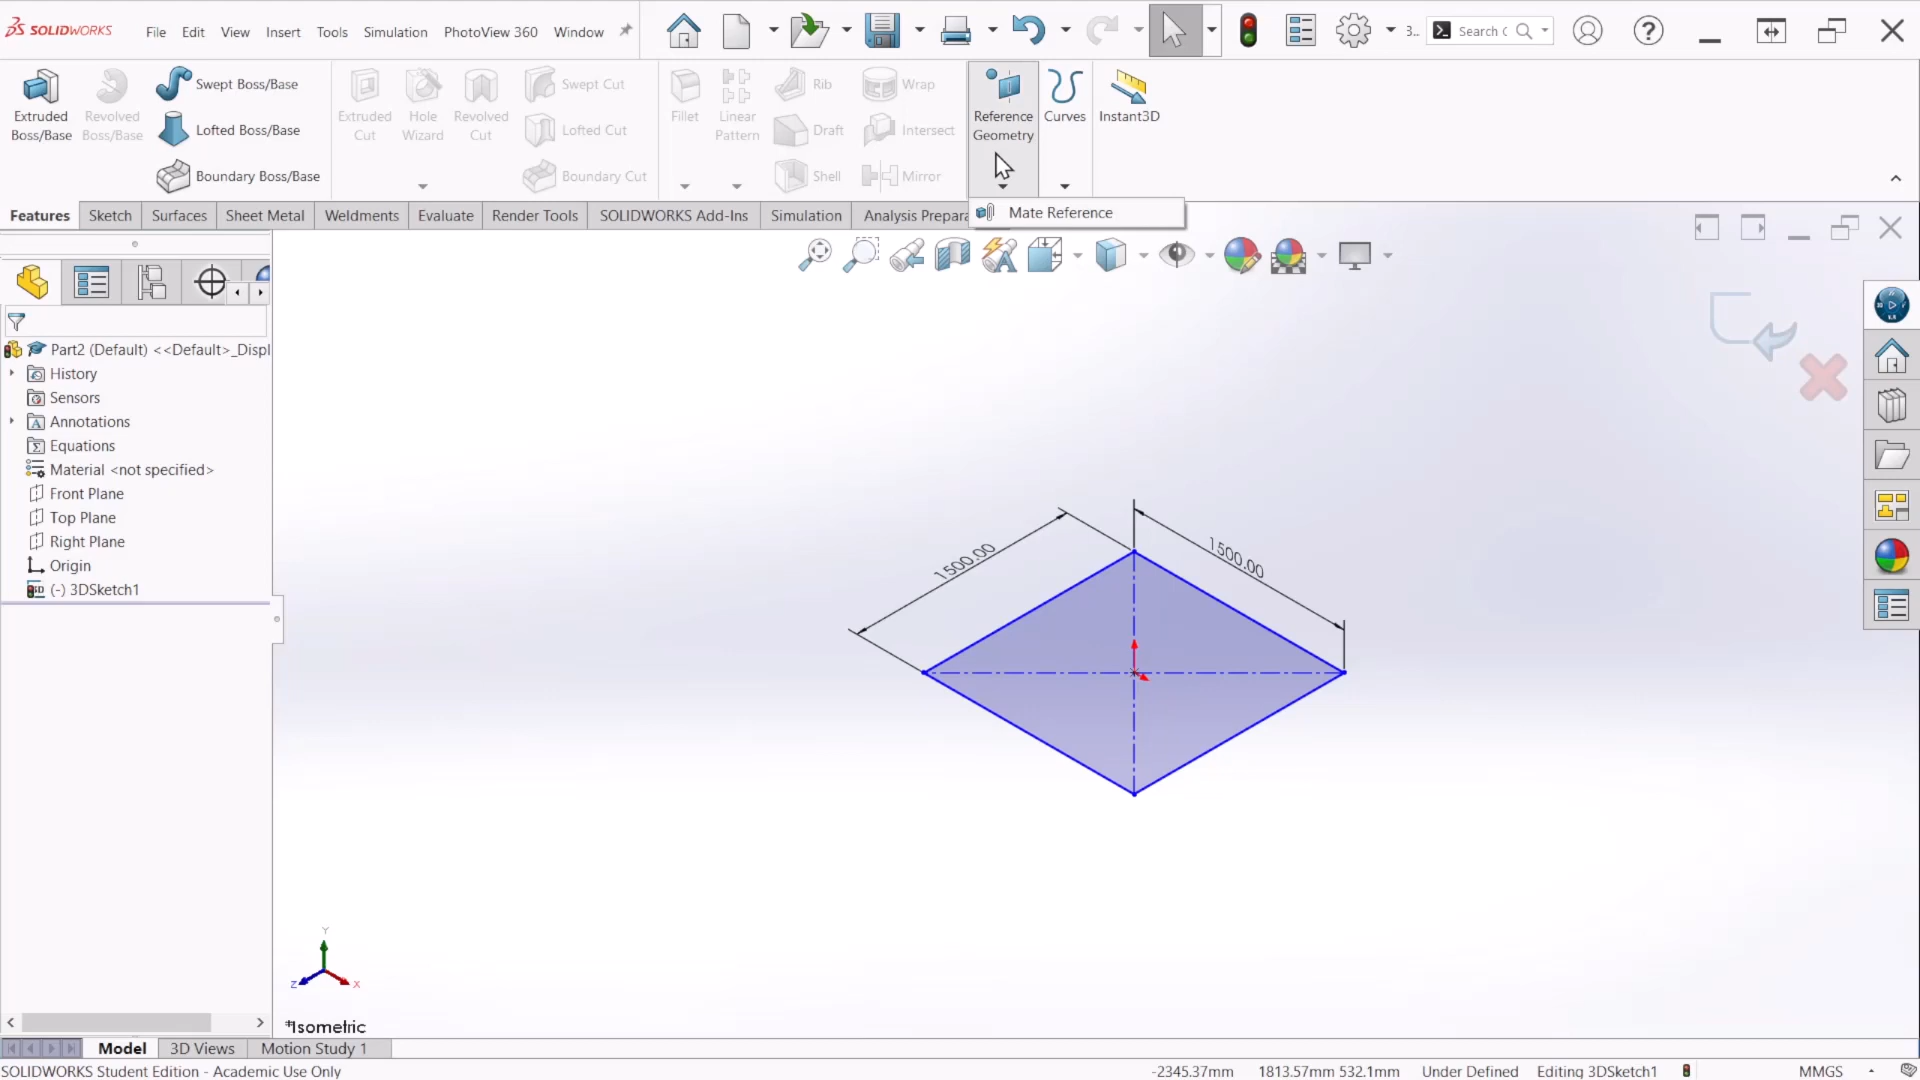 SOLIDWORKS
File Edit View Insert Tools Simulation PhotoView 360 Window
3...
Search
Extruded Boss/Base
Revolved Boss/Base
Swept Boss/Base
Lofted Boss/Base
Boundary Boss/Base
Extruded Cut
Hole Wizard
Revolved Cut
Swept Cut
Lofted Cut
Boundary Cut
Fillet
Linear Pattern
Rib
Draft
Shell
Wrap
Intersect
Mirror
Reference Geometry
Curves
Instant3D
Mate Reference
Features Sketch Surfaces Sheet Metal Weldments Evaluate Render Tools SOLIDWORKS Add-Ins Simulation Analysis Prepara
Part2 (Default) <<Default>_Displ
History
Sensors
Annotations
Equations
Material <not specified>
Front Plane
Top Plane
Right Plane
Origin
(-) 3DSketch1
1500.00
1500.00
Y
Z
X
*Isometric
Model 3D Views Motion Study 1
SOLIDWORKS Student Edition - Academic Use Only
-2345.37mm 1813.57mm 532.1mm Under Defined Editing 3DSketch1 MMGS